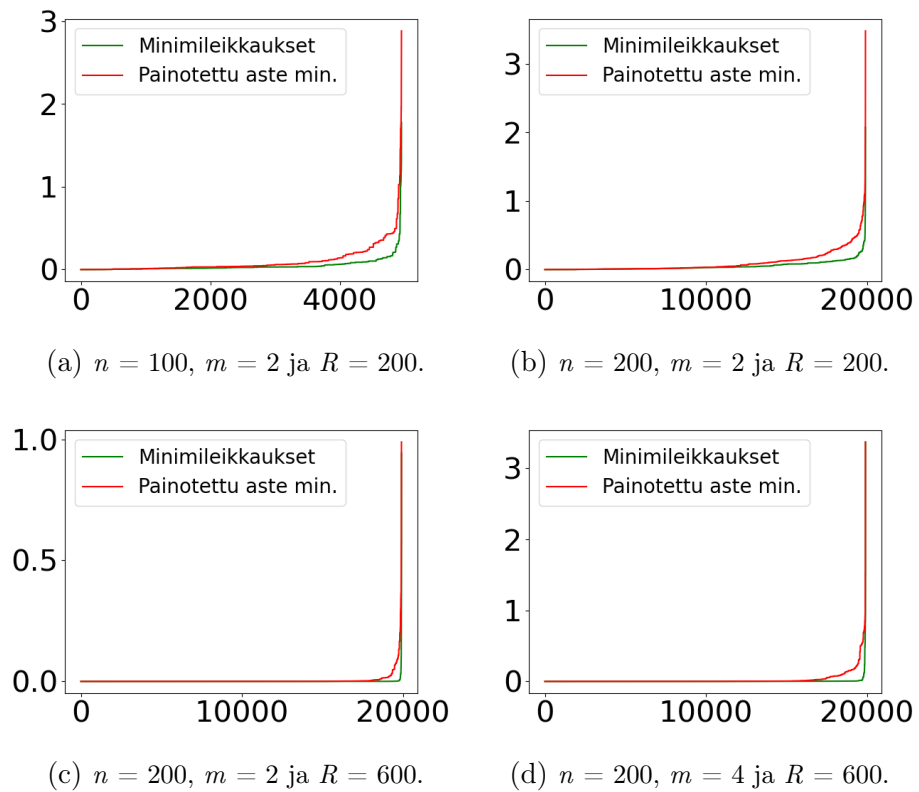 3
2
1
0
Minimileikkaukset
Painotettu aste min.
0 2000 4000
(a) n = 100, m = 2 ja R = 200.
3
2
1
0
Minimileikkaukset
Painotettu aste min.
0 10000 20000
(b) n = 200, m = 2 ja R = 200.
1.0
0.5
0.0
Minimileikkaukset
Painotettu aste min.
0 10000 20000
(c) n = 200, m = 2 ja R = 600.
3
2
1
0
Minimileikkaukset
Painotettu aste min.
0 10000 20000
(d) n = 200, m = 4 ja R = 600.